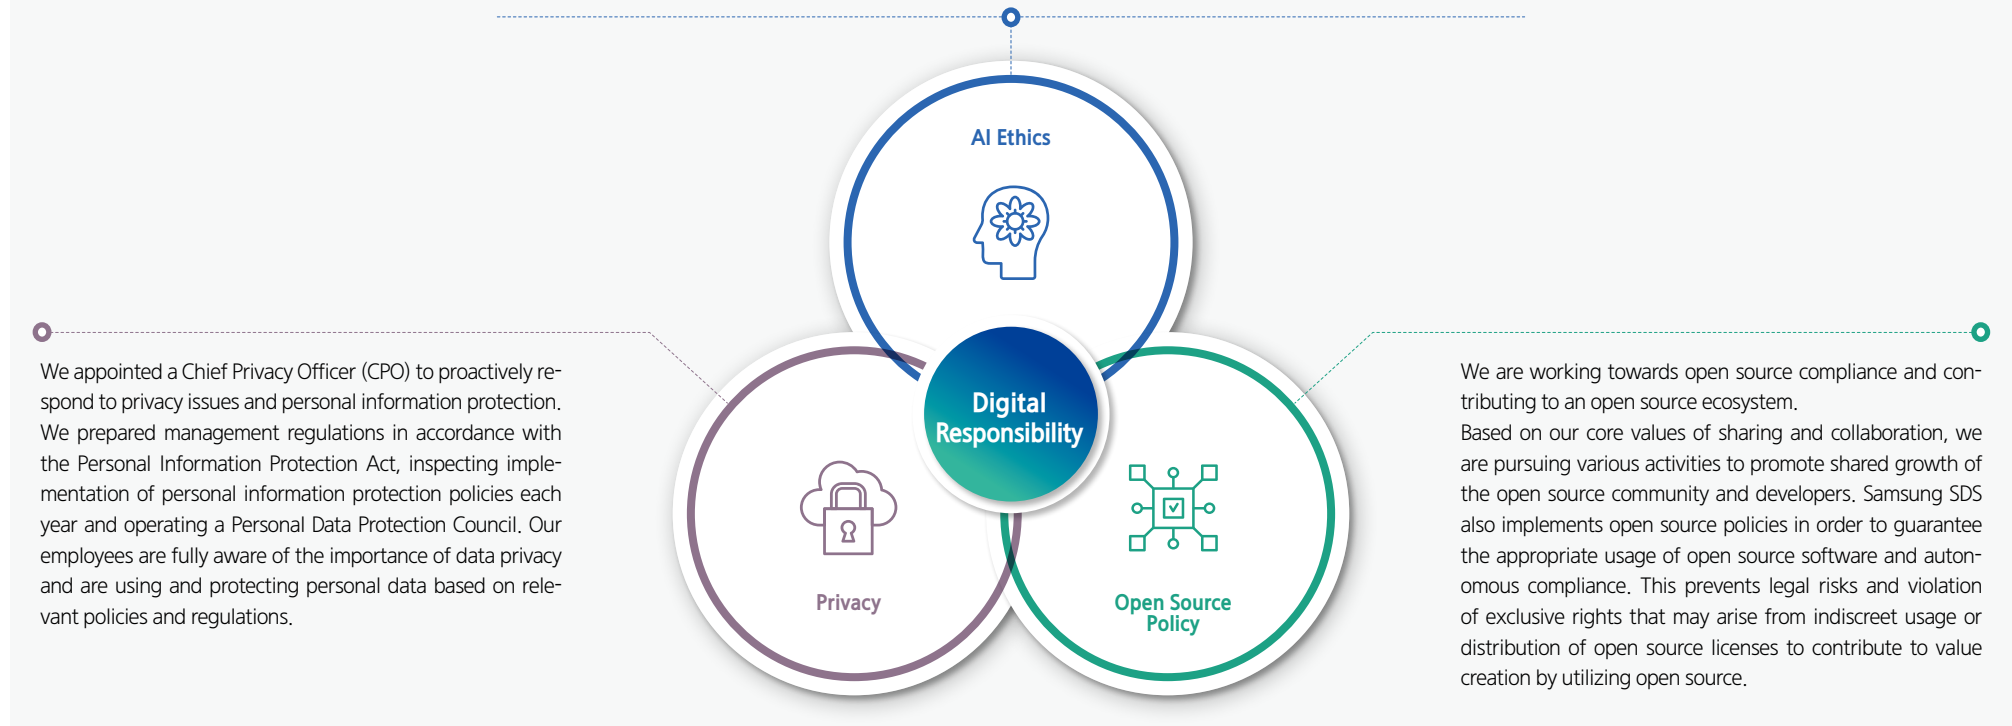 AI Ethics
Digital
Responsibility
Privacy
Open Source
Policy
We appointed a Chief Privacy Officer (CPO) to proactively re-
spond to privacy issues and personal information protection.
We prepared management regulations in accordance with
the Personal Information Protection Act, inspecting imple-
mentation of personal information protection policies each
year and operating a Personal Data Protection Council. Our
employees are fully aware of the importance of data privacy
and are using and protecting personal data based on rele-
vant policies and regulations.
We are working towards open source compliance and con-
tributing to an open source ecosystem.
Based on our core values of sharing and collaboration, we
are pursuing various activities to promote shared growth of
the open source community and developers. Samsung SDS
also implements open source policies in order to guarantee
the appropriate usage of open source software and auton-
omous compliance. This prevents legal risks and violation
of exclusive rights that may arise from indiscreet usage or
distribution of open source licenses to contribute to value
creation by utilizing open source.